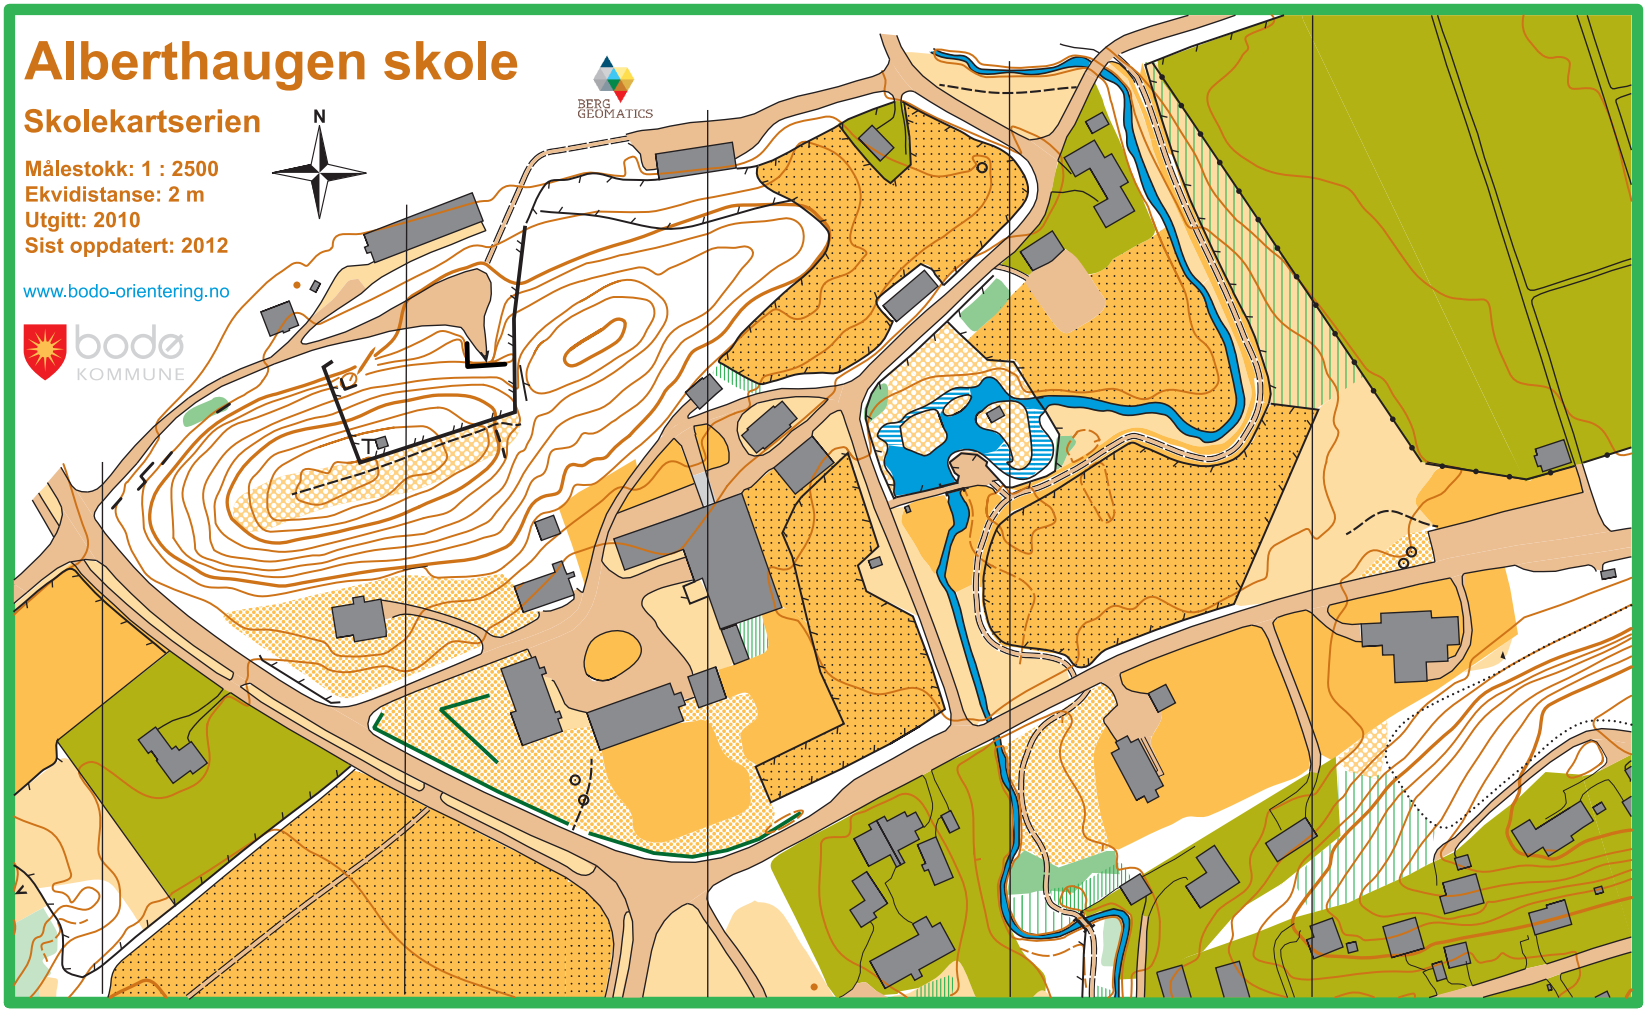 Alberthaugen skole
Skolekartserien
Målestokk: 1 : 2500
Ekvidistanse: 2 m
Utgitt: 2010
Sist oppdatert: 2012
www.bodo-orientering.no
bodø
KOMMUNE
N
BERG
GEOMATICS
T